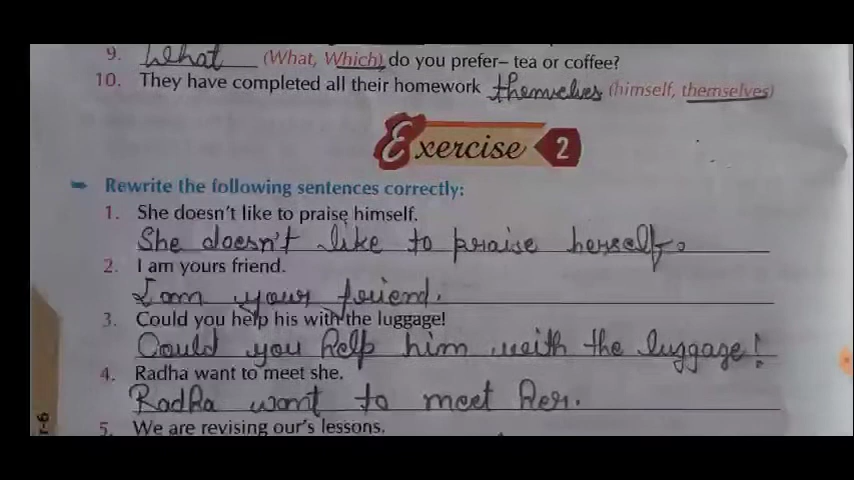 9. What (What, Which) do you prefer– tea or coffee?
10. They have completed all their homework themselves (himself, themselves)
Exercise 2
Rewrite the following sentences correctly:
1. She doesn't like to praise himself.
She doesn't like to praise herself.
2. I am yours friend.
I am your friend.
3. Could you help his with the luggage!
Could you help him with the luggage!
4. Radha want to meet she.
Radha want to meet her.
5. We are revising our's lessons.
r-6